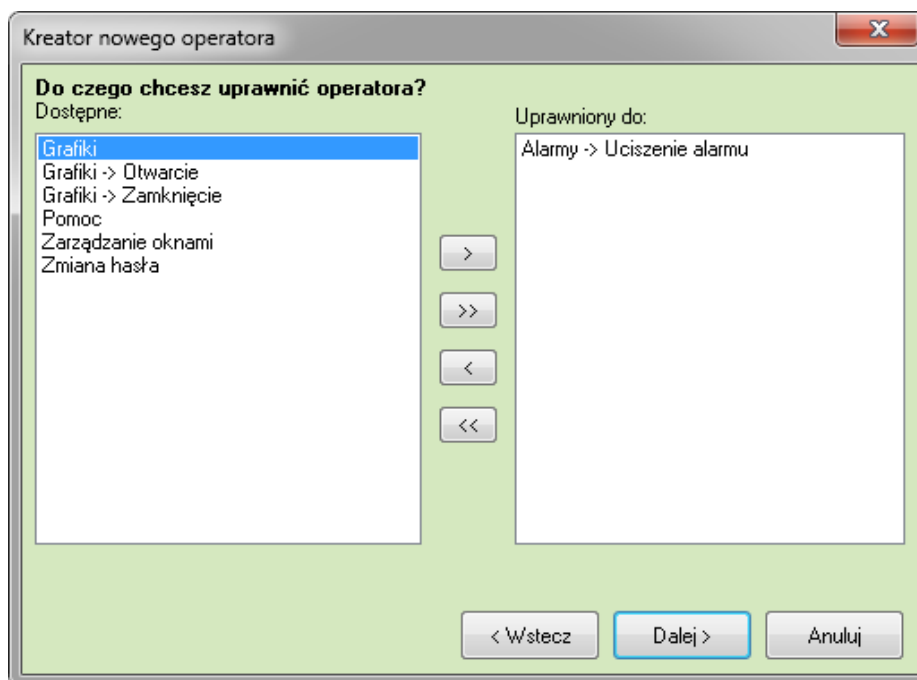 Kreator nowego operatora
Do czego chcesz uprawnić operatora?
Dostępne:
Grafiki
Grafiki -> Otwarcie
Grafiki -> Zamknięcie
Pomoc
Zarządzanie oknami
Zmiana hasła
>
>>
<
<<
Uprawniony do:
Alarmy -> Uciszenie alarmu
< Wstecz
Dalej >
Anuluj